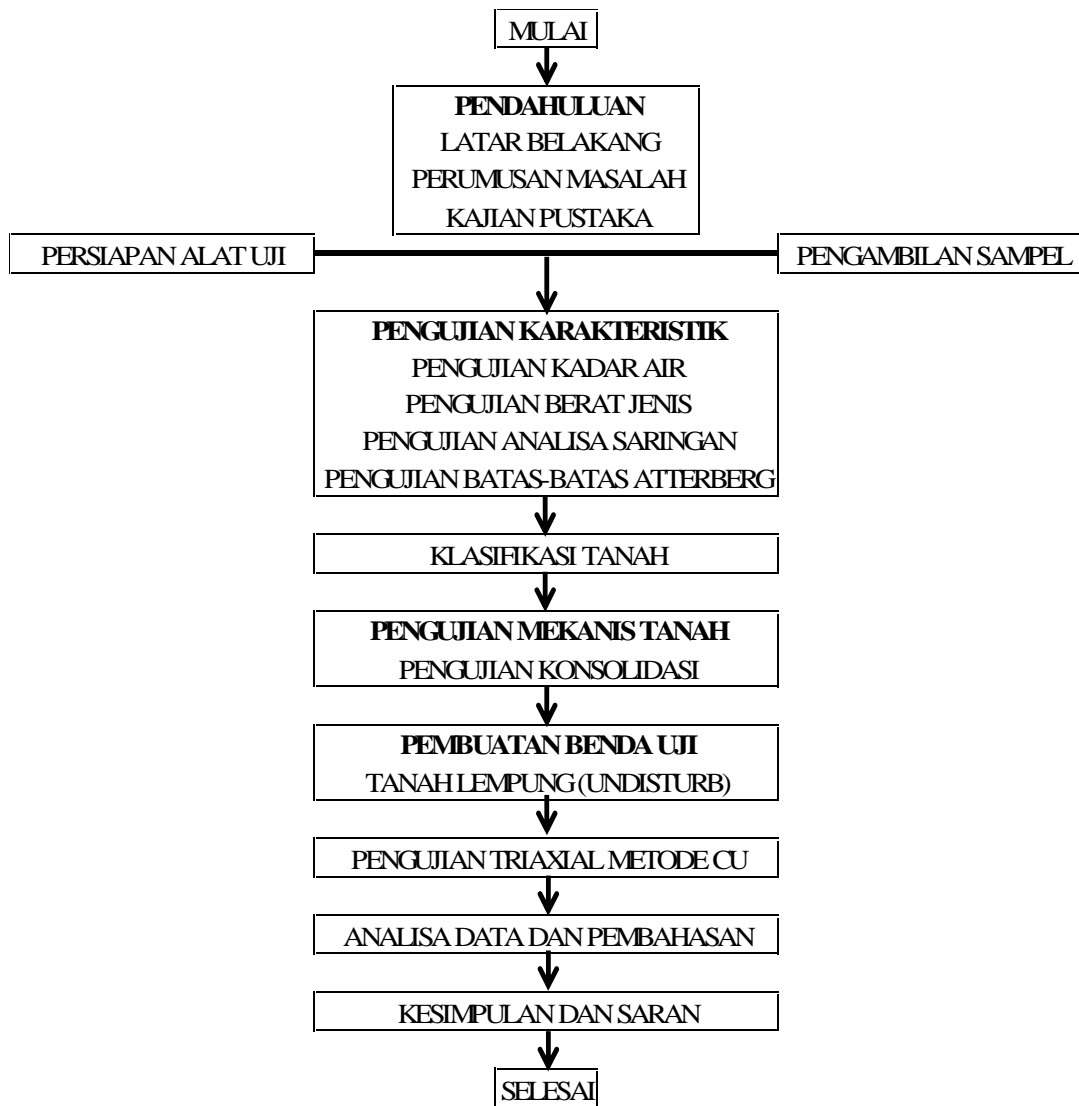 MULAI
PENDAHULUAN
LATAR BELAKANG
PERUMUSAN MASALAH
KAJIAN PUSTAKA
PERSIAPAN ALAT UJI
PENGAMBILAN SAMPEL
PENGUJIAN KARAKTERISTIK
PENGUJIAN KADAR AIR
PENGUJIAN BERAT JENIS
PENGUJIAN ANALISA SARINGAN
PENGUJIAN BATAS-BATAS ATTERBERG
KLASIFIKASI TANAH
PENGUJIAN MEKANIS TANAH
PENGUJIAN KONSOLIDASI
PEMBUATAN BENDA UJI
TANAH LEMPUNG (UNDISTURB)
PENGUJIAN TRIAXIAL METODE CU
ANALISA DATA DAN PEMBAHASAN
KESIMPULAN DAN SARAN
SELESAI